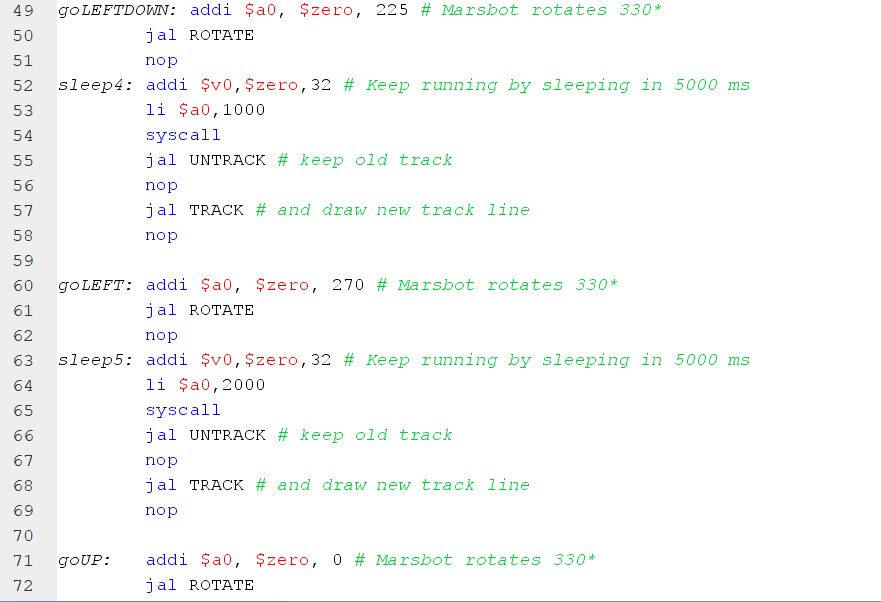 49 goLEFTDOWN: addi $a0, $zero, 225 # Marsbot rotates 330*
50 jal ROTATE
51 nop
52 sleep4: addi $v0,$zero,32 # Keep running by sleeping in 5000 ms
53 li $a0,1000
54 syscall
55 jal UNTRACK # keep old track
56 nop
57 jal TRACK # and draw new track line
58 nop
59
60 goLEFT: addi $a0, $zero, 270 # Marsbot rotates 330*
61 jal ROTATE
62 nop
63 sleep5: addi $v0,$zero,32 # Keep running by sleeping in 5000 ms
64 li $a0,2000
65 syscall
66 jal UNTRACK # keep old track
67 nop
68 jal TRACK # and draw new track line
69 nop
70
71 goUP: addi $a0, $zero, 0 # Marsbot rotates 330*
72 jal ROTATE